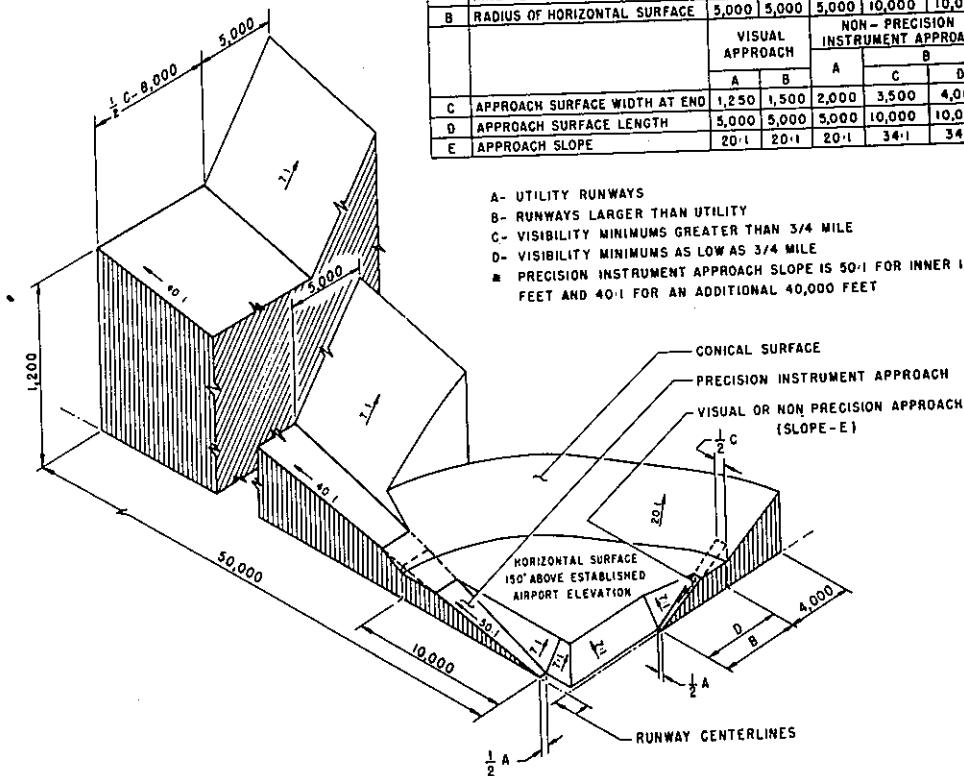 B RADIUS OF HORIZONTAL SURFACE 5,000 5,000 5,000 10,000
VISUAL APPROACH
NON-PRECISION INSTRUMENT
A B A B
C D
C APPROACH SURFACE WIDTH AT END 1,250 1,500 2,000 3,500
D APPROACH SURFACE LENGTH 5,000 5,000 5,000 10,000
E APPROACH SLOPE 20:1 20:1 20:1 34:1
A- UTILITY RUNWAYS
B- RUNWAYS LARGER THAN UTILITY
C- VISIBILITY MINIMUMS GREATER THAN 3/4 MILE
D- VISIBILITY MINIMUMS AS LOW AS 3/4 MILE
* PRECISION INSTRUMENT APPROACH SLOPE IS 50:1 FOR INNER
FEET AND 40:1 FOR AN ADDITIONAL 40,000 FEET
5,000
1/2 C-8,000
7:1
40:1
5,000
1,200
7:1
40:1
CONICAL SURFACE
PRECISION INSTRUMENT APPROACH
VISUAL OR NON PRECISION APPROACH
(SLOPE-E)
1/2 C
20:1
HORIZONTAL SURFACE
150' ABOVE ESTABLISHED
AIRPORT ELEVATION
50,000
50:1
10,000
7:1
7:1
7:1
7:1
4,000
D
B
1/2 A
RUNWAY CENTERLINES
1/2 A